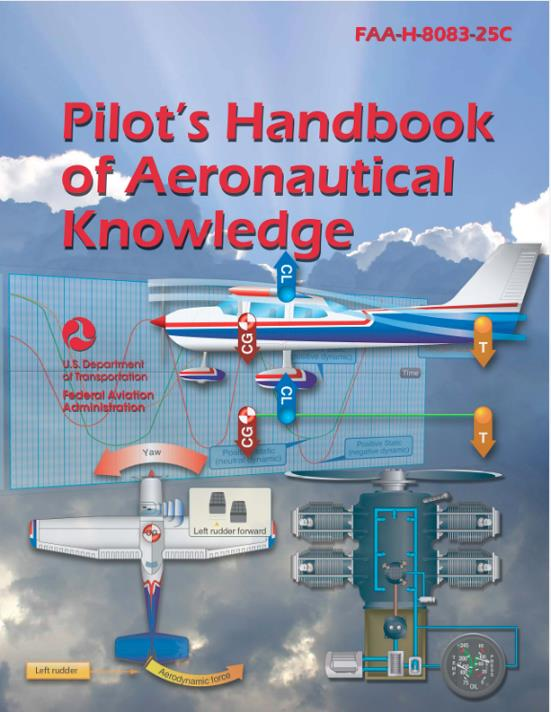 FAA-H-8083-25C
Pilot's Handbook
of Aeronautical
Knowledge
CL
CG
T
U.S. Department
of Transportation
Federal Aviation
Administration
Time
CL
CG
T
Positive Static
(negative dynamic)
Yaw
Left rudder forward
CG
Left rudder
Aerodynamic force